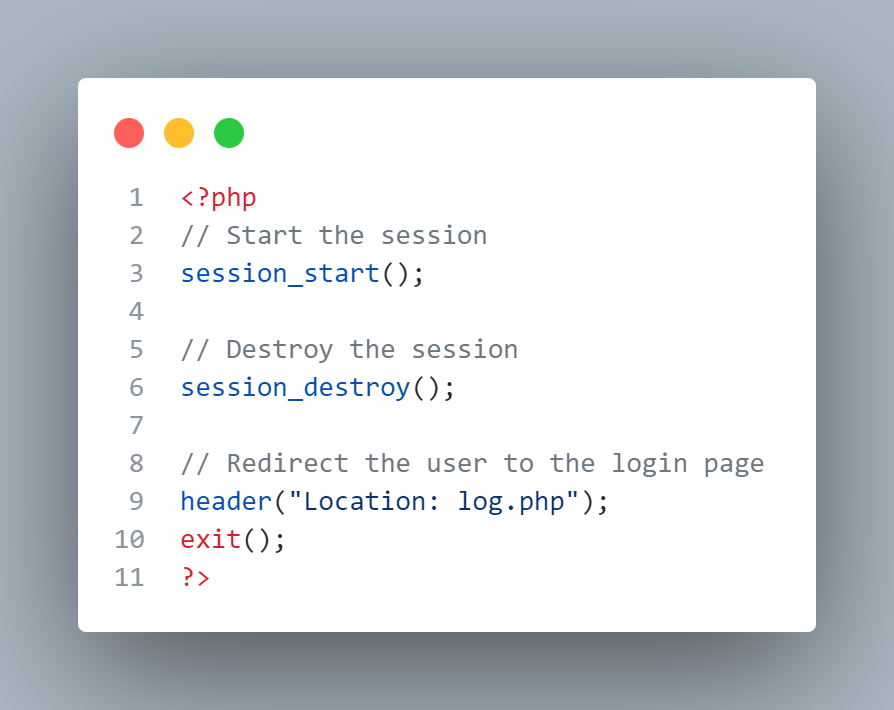 1 <?php
2 // Start the session
3 session_start();
4
5 // Destroy the session
6 session_destroy();
7
8 // Redirect the user to the login page
9 header("Location: log.php");
10 exit();
11 ?>